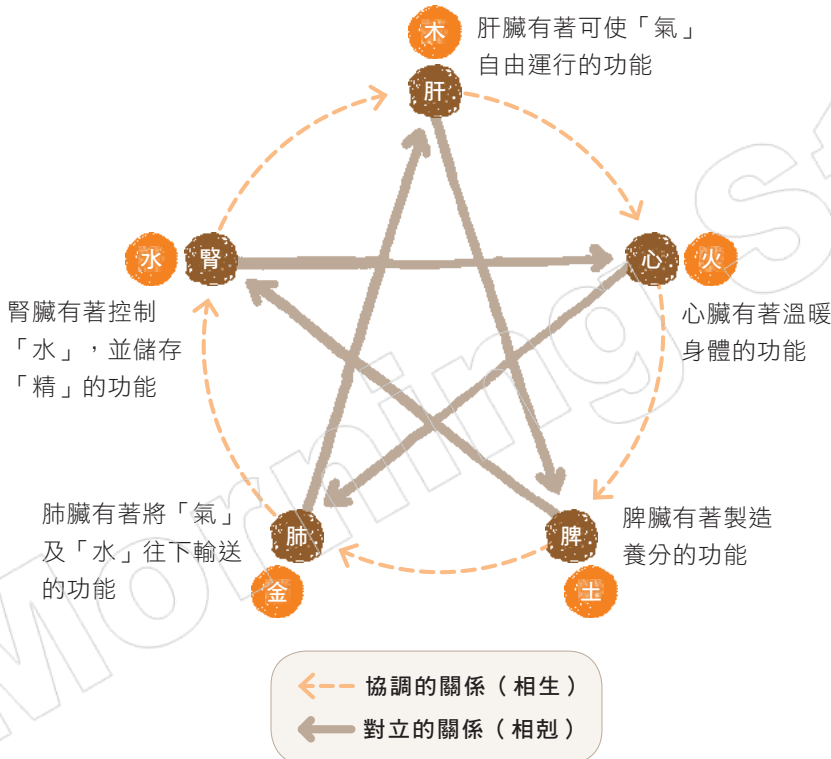 木
肝臟有著可使「氣」
自由運行的功能
肝
水
腎
心
火
腎臟有著控制
「水」，並儲存
「精」的功能
心臟有著溫暖
身體的功能
肺臟有著將「氣」
及「水」往下輸送
的功能
肺
金
脾
土
脾臟有著製造
養分的功能
協調的關係（相生）
對立的關係（相剋）
Morning St